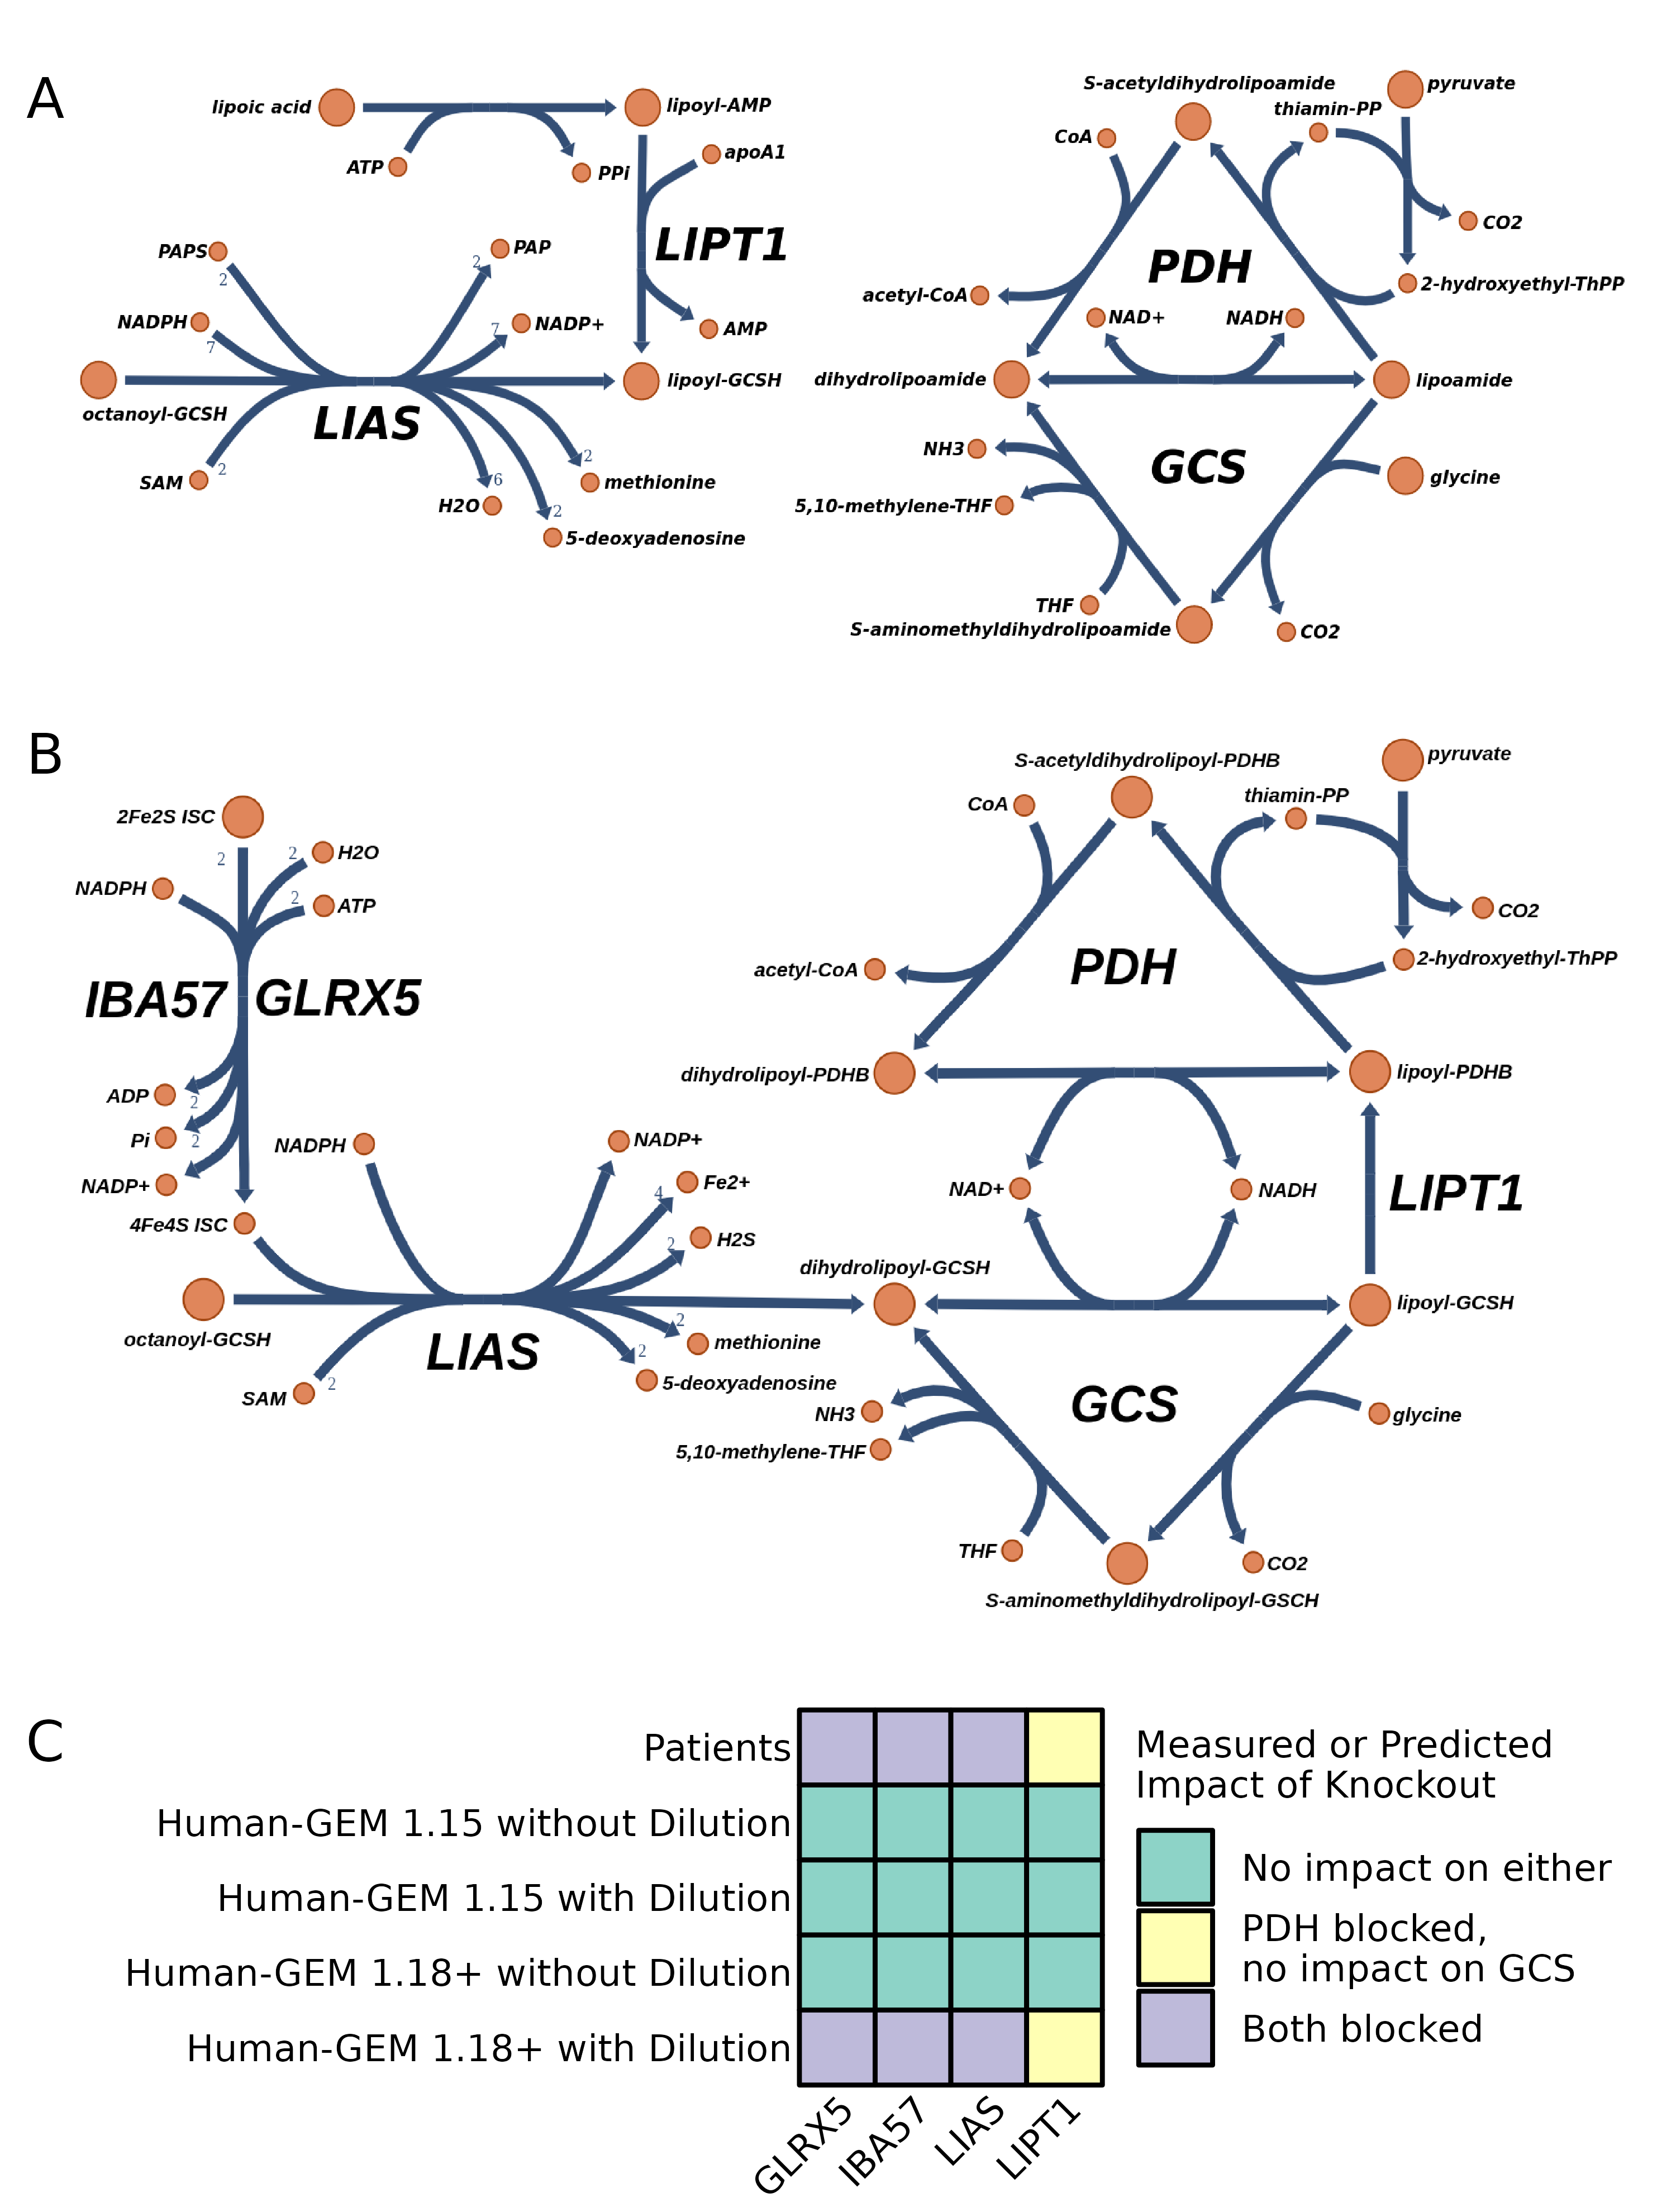 A
lipoic acid
lipoyl-AMP
ATP
PPi
apoA1
LIPT1
AMP
PAPS
2
NADPH
7
octanoyl-GCSH
SAM
2
LIAS
2
PAP
7
NADP+
lipoyl-GCSH
2
methionine
6
H2O
2
5-deoxyadenosine
S-acetyldihydrolipoamide
pyruvate
thiamin-PP
CoA
CO2
PDH
2-hydroxyethyl-ThPP
acetyl-CoA
NAD+
NADH
dihydrolipoamide
lipoamide
NH3
GCS
glycine
5,10-methylene-THF
THF
S-aminomethyldihydrolipoamide
CO2
B
2Fe2S ISC
2
2
H2O
NADPH
2
ATP
IBA57
GLRX5
ADP
2
Pi
2
NADP+
4Fe4S ISC
NADPH
NADP+
4
Fe2+
2
H2S
octanoyl-GCSH
LIAS
SAM
2
2
methionine
2
5-deoxyadenosine
S-acetyldihydrolipoyl-PDHB
pyruvate
thiamin-PP
CoA
CO2
PDH
2-hydroxyethyl-ThPP
acetyl-CoA
dihydrolipoyl-PDHB
lipoyl-PDHB
NAD+
NADH
LIPT1
dihydrolipoyl-GCSH
lipoyl-GCSH
GCS
NH3
glycine
5,10-methylene-THF
THF
CO2
S-aminomethyldihydrolipoyl-GSCH
C
Patients
Human-GEM 1.15 without Dilution
Human-GEM 1.15 with Dilution
Human-GEM 1.18+ without Dilution
Human-GEM 1.18+ with Dilution
GLRX5
IBA57
LIAS
LIPT1
Measured or Predicted
Impact of Knockout
No impact on either
PDH blocked,
no impact on GCS
Both blocked